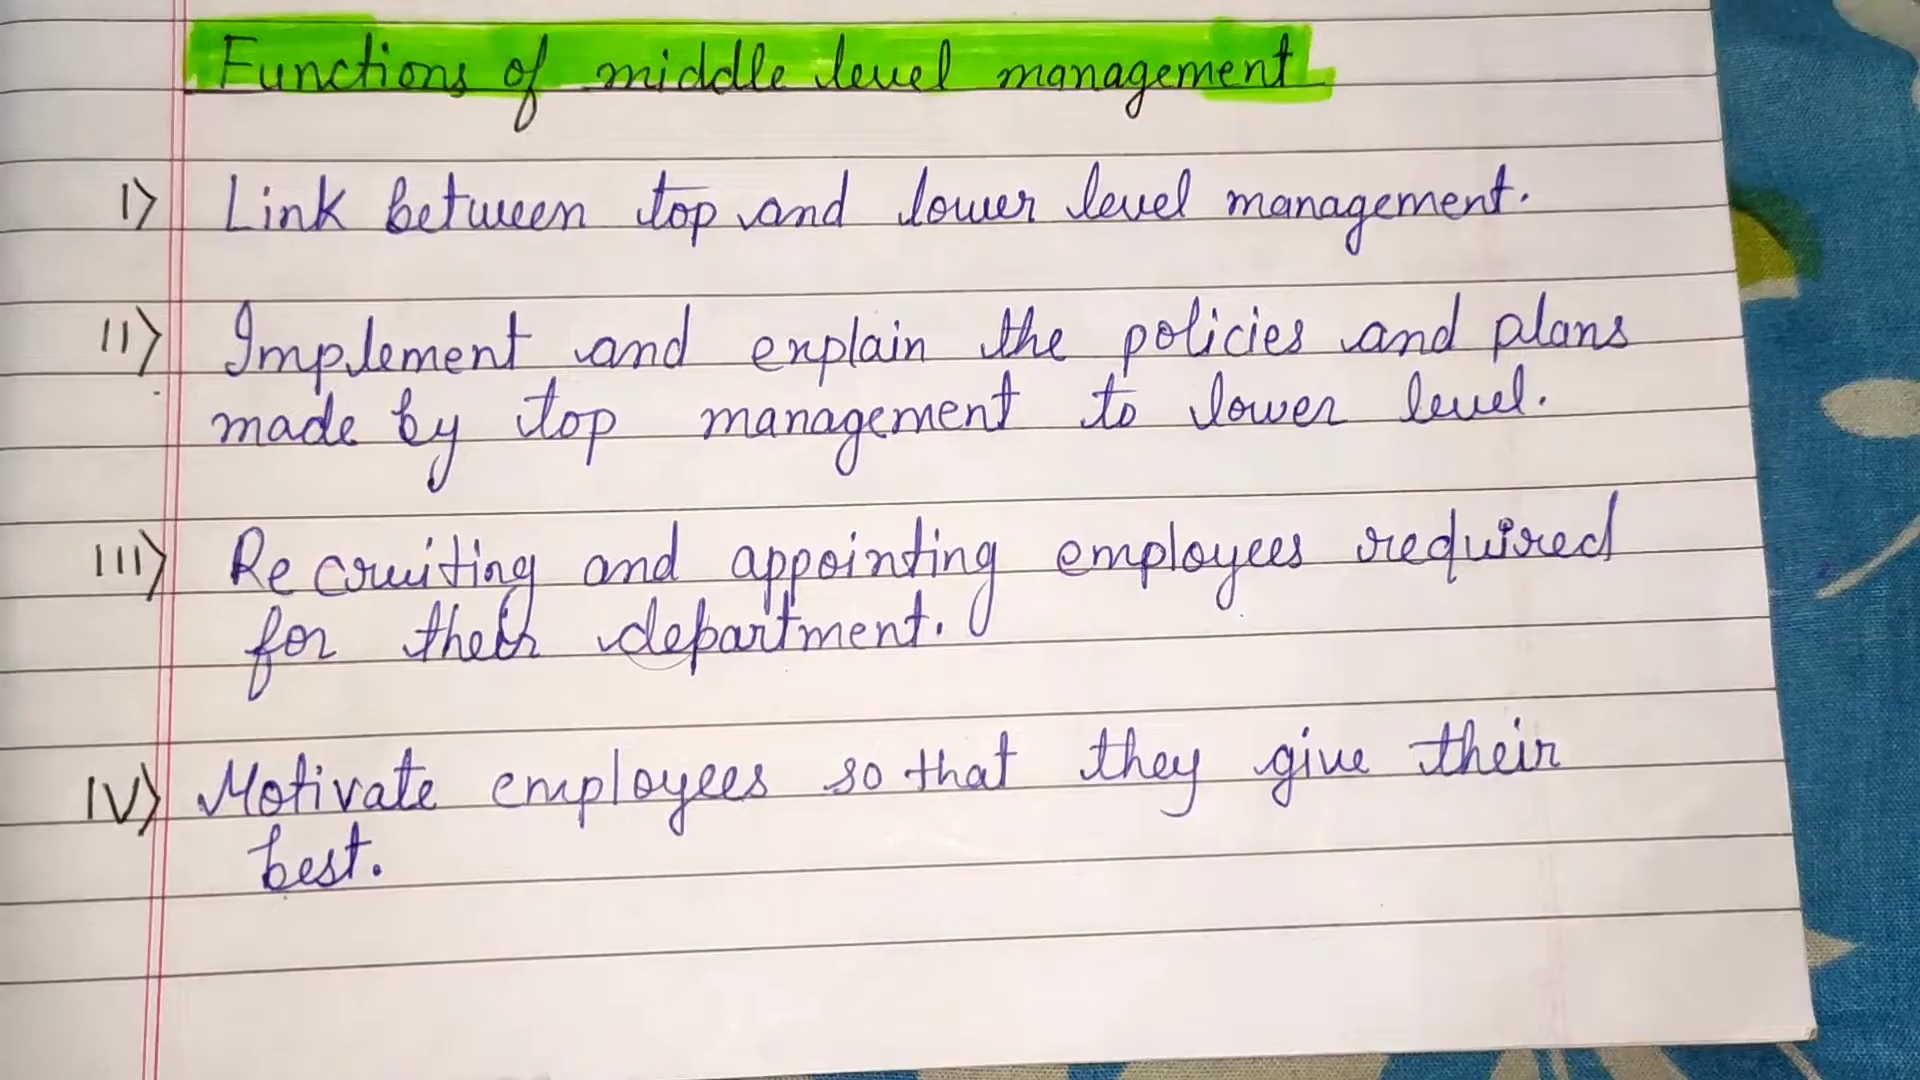 Functions of middle level management
I) Link between top and lower level management.
II) Implement and explain the policies and plans
made by top management to lower level.
III) Recruiting and appointing employees required
for their department.
IV) Motivate employees so that they give their
best.